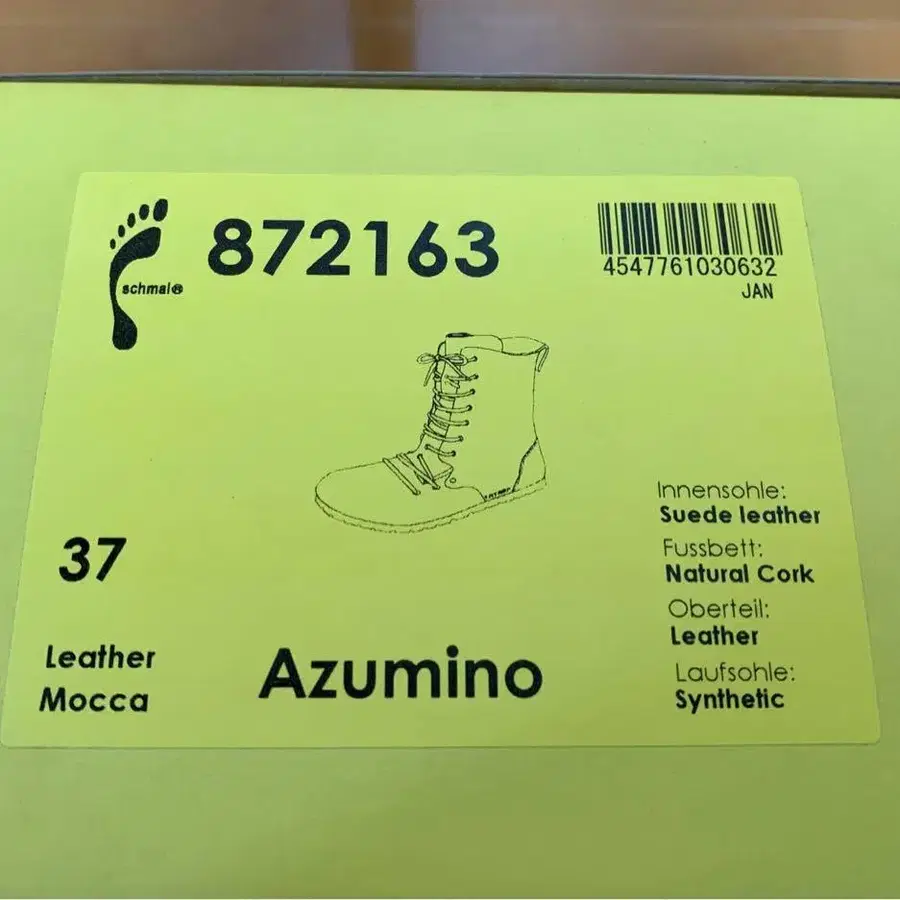 872163
4547761030632
JAN
schmal®
Innensohle:
Suede leather
37
Fussbett:
Natural Cork
Oberteil:
Leather
Leather
Mocca
Azumino
Laufsohle:
Synthetic